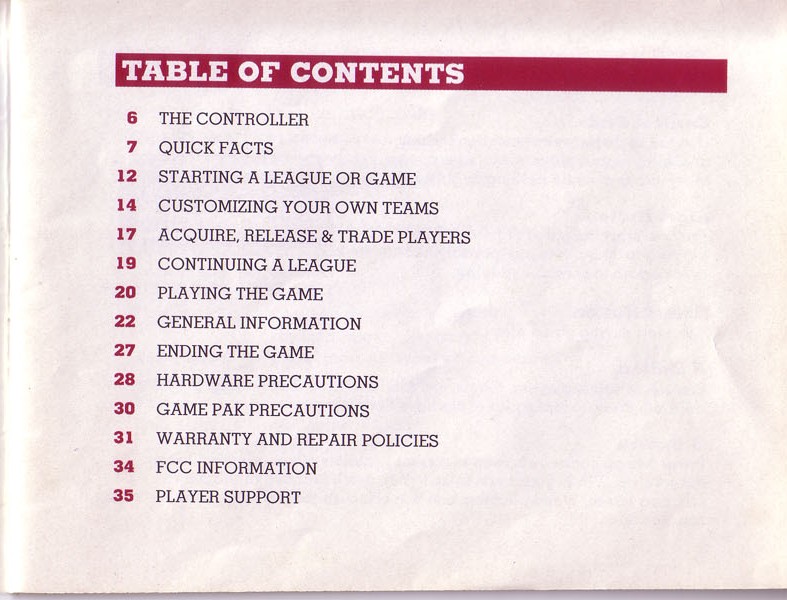 TABLE OF CONTENTS
6 THE CONTROLLER
7 QUICK FACTS
12 STARTING A LEAGUE OR GAME
14 CUSTOMIZING YOUR OWN TEAMS
17 ACQUIRE, RELEASE & TRADE PLAYERS
19 CONTINUING A LEAGUE
20 PLAYING THE GAME
22 GENERAL INFORMATION
27 ENDING THE GAME
28 HARDWARE PRECAUTIONS
30 GAME PAK PRECAUTIONS
31 WARRANTY AND REPAIR POLICIES
34 FCC INFORMATION
35 PLAYER SUPPORT